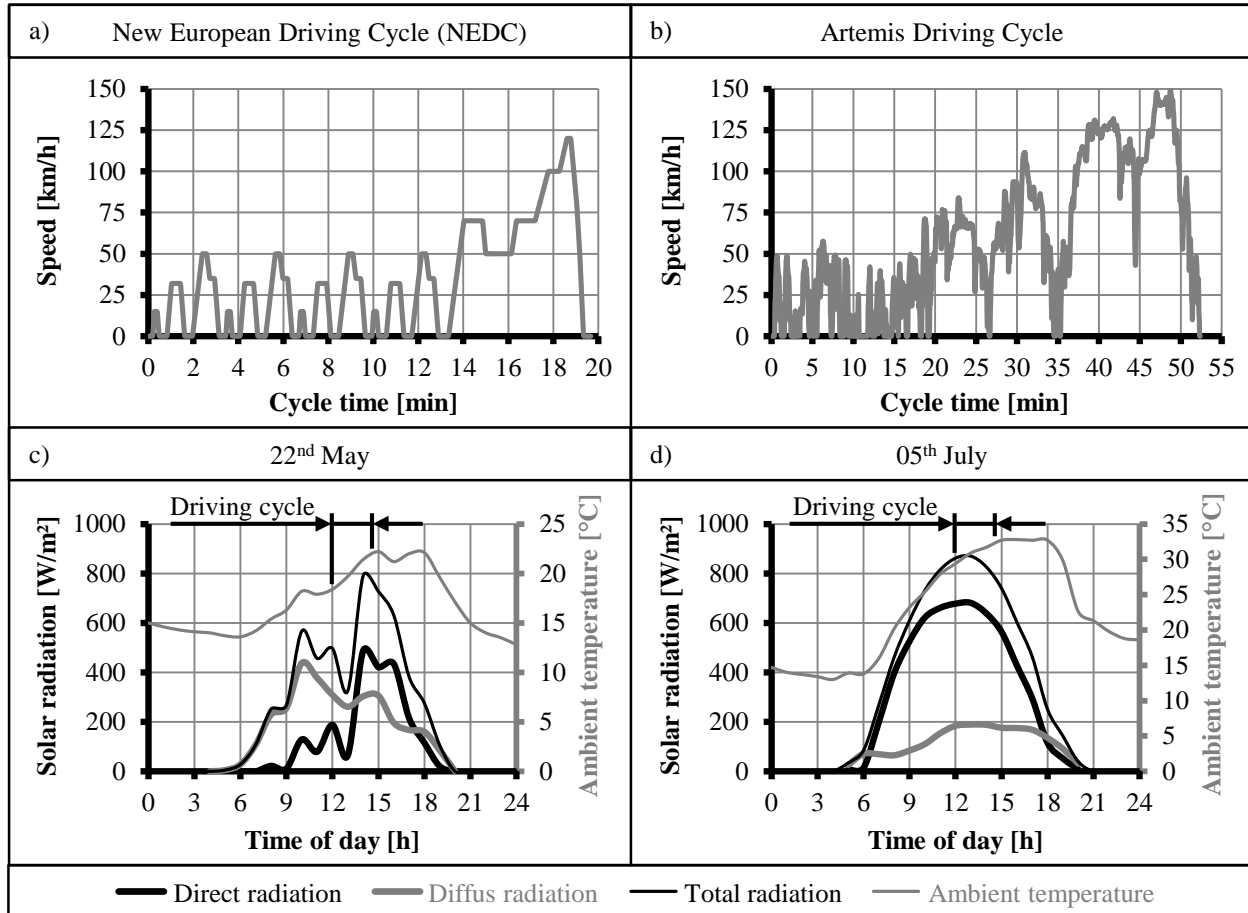 a) New European Driving Cycle (NEDC)
b) Artemis Driving Cycle
Speed [km/h]
150
125
100
75
50
25
0
0 2 4 6 8 10 12 14 16 18 20
Cycle time [min]
Speed [km/h]
150
125
100
75
50
25
0
0 5 10 15 20 25 30 35 40 45 50 55
Cycle time [min]
c) 22nd May
d) 05th July
Driving cycle
Solar radiation [W/m²]
1000
800
600
400
200
0
25
20
15
10
5
0
Ambient temperature [°C]
0 3 6 9 12 15 18 21 24
Time of day [h]
Driving cycle
Solar radiation [W/m²]
1000
800
600
400
200
0
35
30
25
20
15
10
5
0
Ambient temperature [°C]
0 3 6 9 12 15 18 21 24
Time of day [h]
Direct radiation Diffus radiation Total radiation Ambient temperature